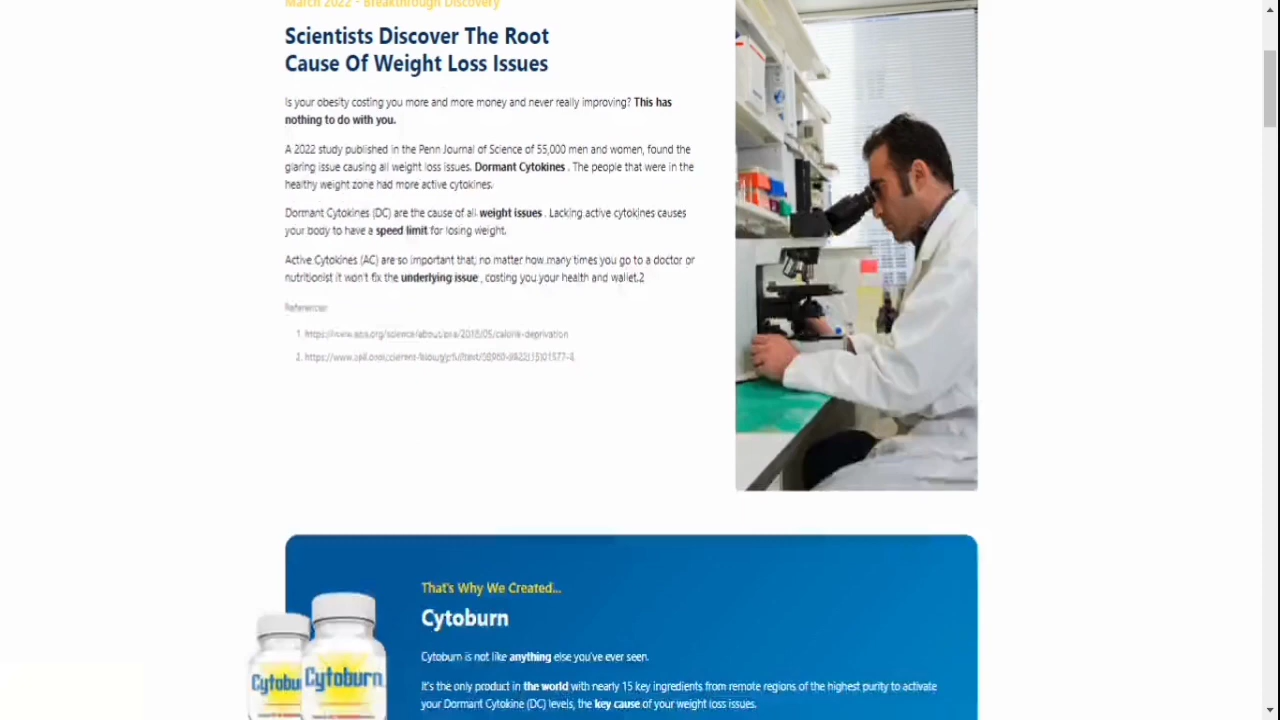 March 2022 - Breakthrough Discovery
Scientists Discover The Root
Cause Of Weight Loss Issues
Is your obesity costing you more and more money and never really improving? This has
nothing to do with you.
A 2022 study published in the Penn Journal of Science of 55,000 men and women, found the
glaring issue causing all weight loss issues. Dormant Cytokines . The people that were in the
healthy weight zone had more active cytokines.
Dormant Cytokines (DC) are the cause of all weight issues . Lacking active cytokines causes
your body to have a speed limit for losing weight.
Active Cytokines (AC) are so important that, no matter how many times you go to a doctor or
nutritionist it won't fix the underlying issue , costing you your health and wallet.2
References:
1.
2.
That's Why We Created...
Cytoburn
Cytoburn is not like anything else you've ever seen.
It's the only product in the world with nearly 15 key ingredients from remote regions of the highest purity to activate
your Dormant Cytokine (DC) levels, the key cause of your weight loss issues.
Cytoburn